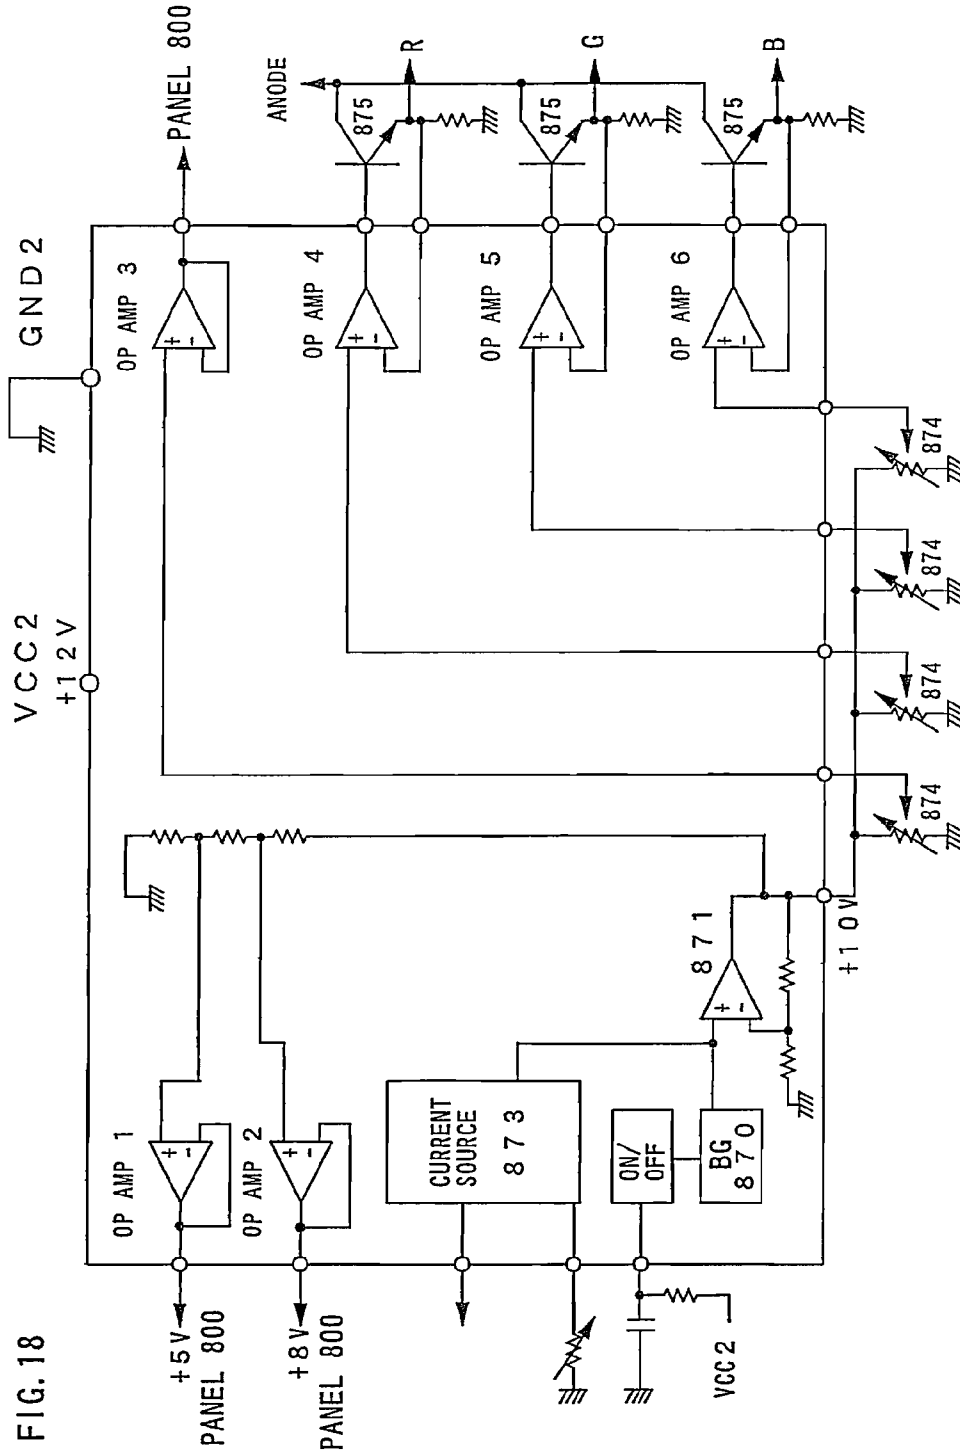 FIG. 18
VCC2
+12V
GND2
+5V
PANEL 800
+8V
PANEL 800
OP AMP 1
+
-
OP AMP 2
+
-
CURRENT
SOURCE
873
ON/
OFF
BG
870
VCC2
871
+
-
+10V
OP AMP 3
+
-
PANEL 800
OP AMP 4
+
-
ANODE
875
R
OP AMP 5
+
-
875
G
OP AMP 6
+
-
875
B
874
874
874
874